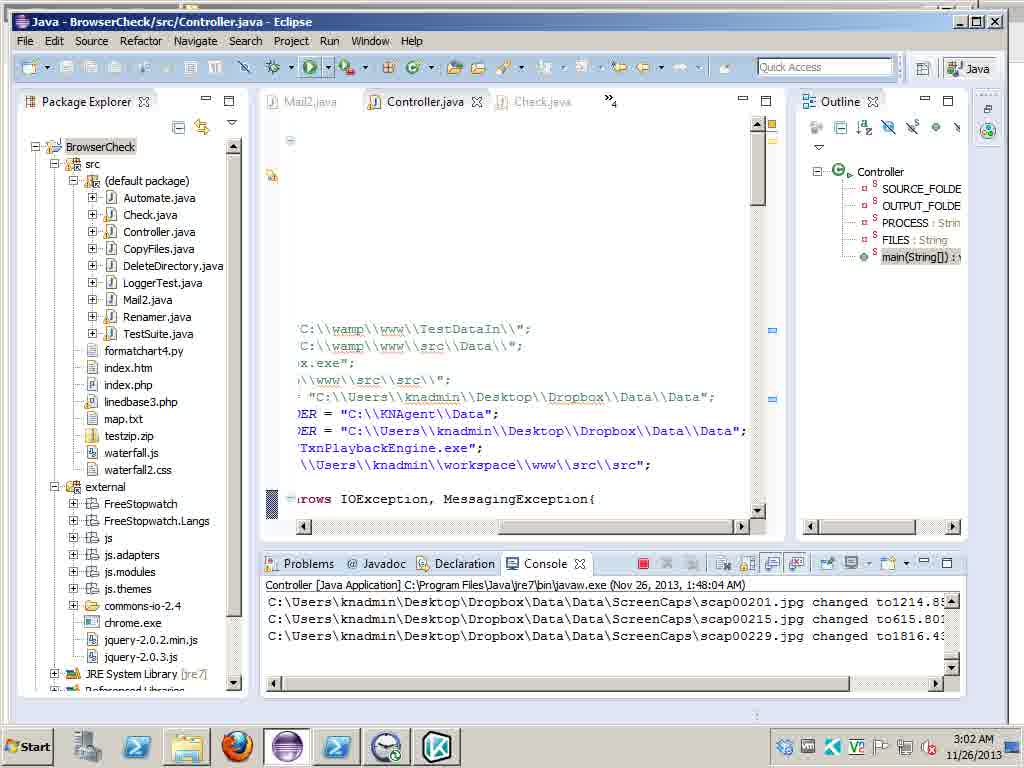 Java - BrowserCheck/src/Controller.java - Eclipse
File Edit Source Refactor Navigate Search Project Run Window Help
Quick Access
Java
Package Explorer
BrowserCheck
src
(default package)
Automate.java
Check.java
Controller.java
CopyFiles.java
DeleteDirectory.java
LoggerTest.java
Mail2.java
Renamer.java
TestSuite.java
formatchart4.py
index.htm
index.php
linedbase3.php
map.txt
testzip.zip
waterfall.js
waterfall2.css
external
FreeStopwatch
FreeStopwatch.Langs
js
js.adapters
js.modules
js.themes
commons-io-2.4
chrome.exe
jquery-2.0.2.min.js
jquery-2.0.3.js
JRE System Library [jre7]
Mail2.java Controller.java Check.java 4
'C:\\wamp\\www\\TestDataIn\\";
'C:\\wamp\\www\\src\\Data\\";
x.exe";
\\www\\src\\src\\";
= "C:\\Users\\knadmin\\Desktop\\Dropbox\\Data\\Data";
DER = "C:\\KNAgent\\Data";
DER = "C:\\Users\\knadmin\\Desktop\\Dropbox\\Data\\Data";
TxnPlaybackEngine.exe";
\\Users\\knadmin\\workspace\\www\\src\\src";
rows IOException, MessagingException{
Outline
Controller
SOURCE_FOLDE
OUTPUT_FOLDE
PROCESS : Strin
FILES : String
main(String[]) : v
Problems @ Javadoc Declaration Console
Controller [Java Application] C:\Program Files\Java\jre7\bin\javaw.exe (Nov 26, 2013, 1:48:04 AM)
C:\Users\knadmin\Desktop\Dropbox\Data\Data\ScreenCaps\scap00201.jpg changed to1214.85
C:\Users\knadmin\Desktop\Dropbox\Data\Data\ScreenCaps\scap00215.jpg changed to615.801
C:\Users\knadmin\Desktop\Dropbox\Data\Data\ScreenCaps\scap00229.jpg changed to1816.43
Start
3:02 AM
11/26/2013